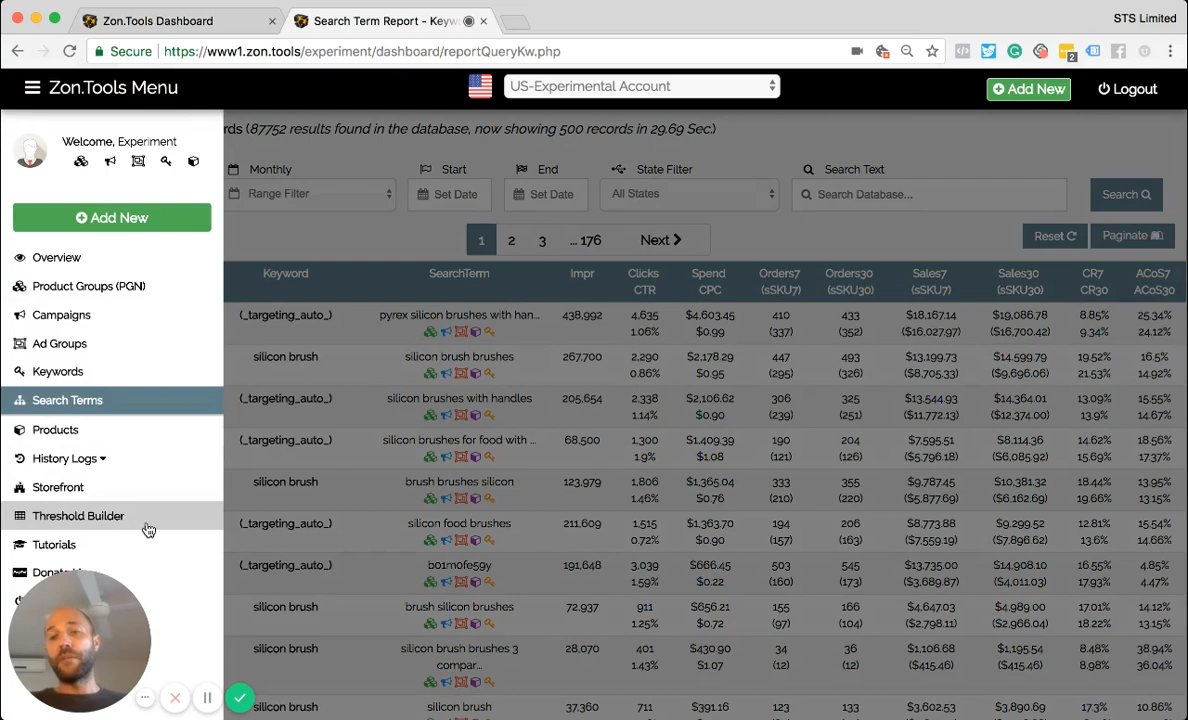 Zon.Tools Dashboard
Search Term Report - Keyw
STS Limited
Secure
https://www1.zon.tools/experiment/dashboard/reportQueryKw.php
2
Zon.Tools Menu
US-Experimental Account
Add New
Logout
Welcome, Experiment
Add New
Overview
Product Groups (PGN)
Campaigns
Ad Groups
Keywords
Search Terms
Products
History Logs
Storefront
Threshold Builder
Tutorials
rds (87752 results found in the database, now showing 500 records in 29.69 Sec.)
Monthly Start End State Filter Search Text
Range Filter Set Date Set Date All States Search Database... Search
1 2 3 ... 176 Next Reset Paginate
Keyword SearchTerm Impr Clicks Spend Orders7 Orders30 Sales7 Sales30 CR7 ACoS7
CTR CPC (sSKU7) (sSKU30) (sSKU7) (sSKU30) CR30 ACoS30
(_targeting_auto_) pyrex silicon brushes with han... 438,992 4,635 $4,603.45 410 433 $18,167.14 $19,086.78 8.85% 25.34%
1.06% $0.99 (337) (352) ($16,027.97) ($16,700.42) 9.34% 24.12%
silicon brush silicon brush brushes 267,700 2,290 $2,178.29 447 493 $13,199.73 $14,599.79 19.52% 16.5%
0.86% $0.95 (295) (326) ($8,705.33) ($9,696.06) 21.53% 14.92%
(_targeting_auto_) silicon brushes with handles 205,654 2,338 $2,106.62 306 325 $13,544.93 $14,364.01 13.09% 15.55%
1.14% $0.90 (239) (251) ($11,772.13) ($12,374.00) 13.9% 14.67%
(_targeting_auto_) silicon brushes for food with ... 68,500 1,300 $1,409.39 190 204 $7,595.51 $8,114.36 14.62% 18.56%
1.9% $1.08 (121) (126) ($5,796.18) ($6,085.92) 15.69% 17.37%
silicon brush brush brushes silicon 123,979 1,806 $1,365.04 333 355 $9,787.45 $10,381.32 18.44% 13.95%
1.46% $0.76 (210) (220) ($5,877.69) ($6,162.69) 19.66% 13.15%
(_targeting_auto_) silicon food brushes 211,609 1,515 $1,363.70 194 206 $8,773.88 $9,299.52 12.81% 15.54%
0.72% $0.90 (157) (163) ($7,559.19) ($7,896.62) 13.6% 14.66%
(_targeting_auto_) b01m0fe59y 191,648 3,039 $666.45 503 545 $13,735.00 $14,908.10 16.55% 4.85%
1.59% $0.22 (160) (173) ($3,689.87) ($4,011.03) 17.93% 4.47%
silicon brush brush silicon brushes 72,937 911 $656.21 155 166 $4,647.03 $4,989.00 17.01% 14.12%
1.25% $0.72 (97) (104) ($2,798.11) ($2,966.04) 18.22% 13.15%
silicon brush silicon brush brushes 3 28,070 401 $430.90 34 36 $1,106.68 $1,195.54 8.48% 38.94%
compar... 1.43% $1.07 (12) (12) ($415.46) ($415.46) 8.98% 36.04%
silicon brush silicon brush 37,360 711 $391.16 123 133 $3,602.53 $3,890.69 17.3% 10.86%